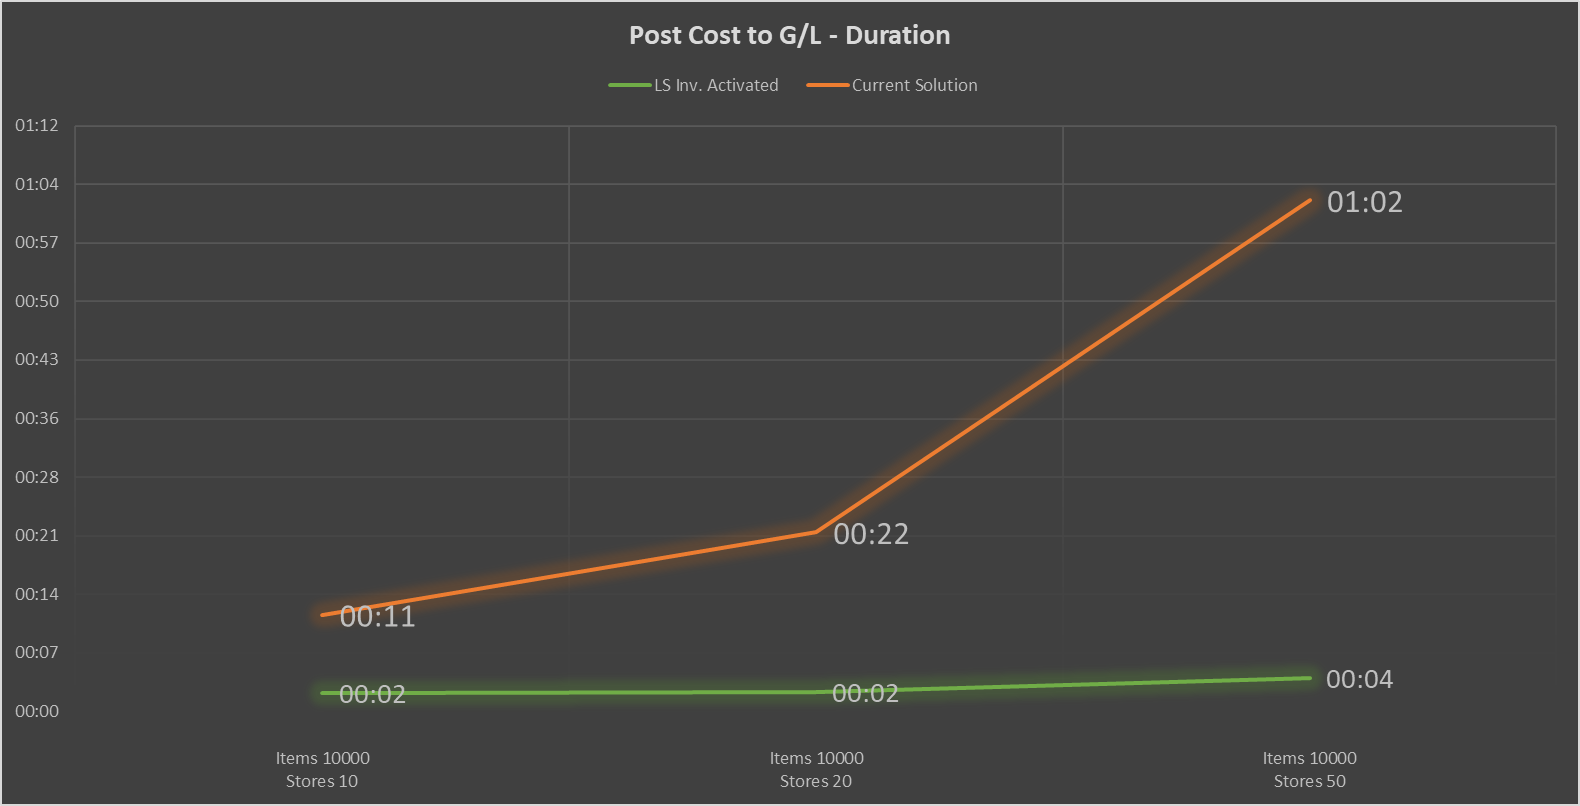 Post Cost to G/L - Duration
LS Inv. Activated
Current Solution
01:12
01:04
00:57
00:50
00:43
00:36
00:28
00:21
00:14
00:07
00:00
01:02
00:22
00:11
00:02
00:02
00:04
Items 10000
Stores 10
Items 10000
Stores 20
Items 10000
Stores 50